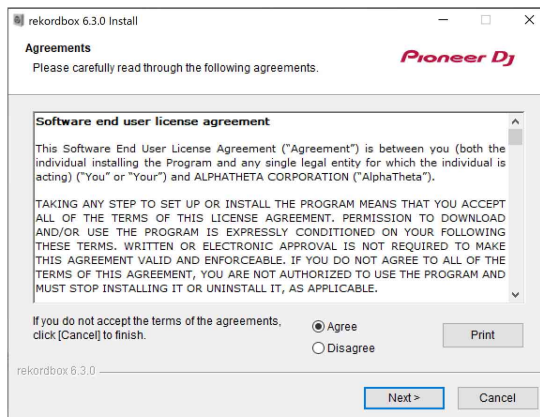 rekordbox 6.3.0 Install
Agreements
Please carefully read through the following agreements.
Pioneer Dj
Software end user license agreement
This Software End User License Agreement (“Agreement”) is between you (both the
individual installing the Program and any single legal entity for which the individual is
acting) (“You” or “Your”) and ALPHATHETA CORPORATION (“AlphaTheta”).
TAKING ANY STEP TO SET UP OR INSTALL THE PROGRAM MEANS THAT YOU ACCEPT
ALL OF THE TERMS OF THIS LICENSE AGREEMENT. PERMISSION TO DOWNLOAD
AND/OR USE THE PROGRAM IS EXPRESSLY CONDITIONED ON YOUR FOLLOWING
THESE TERMS. WRITTEN OR ELECTRONIC APPROVAL IS NOT REQUIRED TO MAKE
THIS AGREEMENT VALID AND ENFORCEABLE. IF YOU DO NOT AGREE TO ALL OF THE
TERMS OF THIS AGREEMENT, YOU ARE NOT AUTHORIZED TO USE THE PROGRAM AND
MUST STOP INSTALLING IT OR UNINSTALL IT, AS APPLICABLE.
If you do not accept the terms of the agreements,
click [Cancel] to finish.
Agree
Disagree
Print
rekordbox 6.3.0
Next >
Cancel